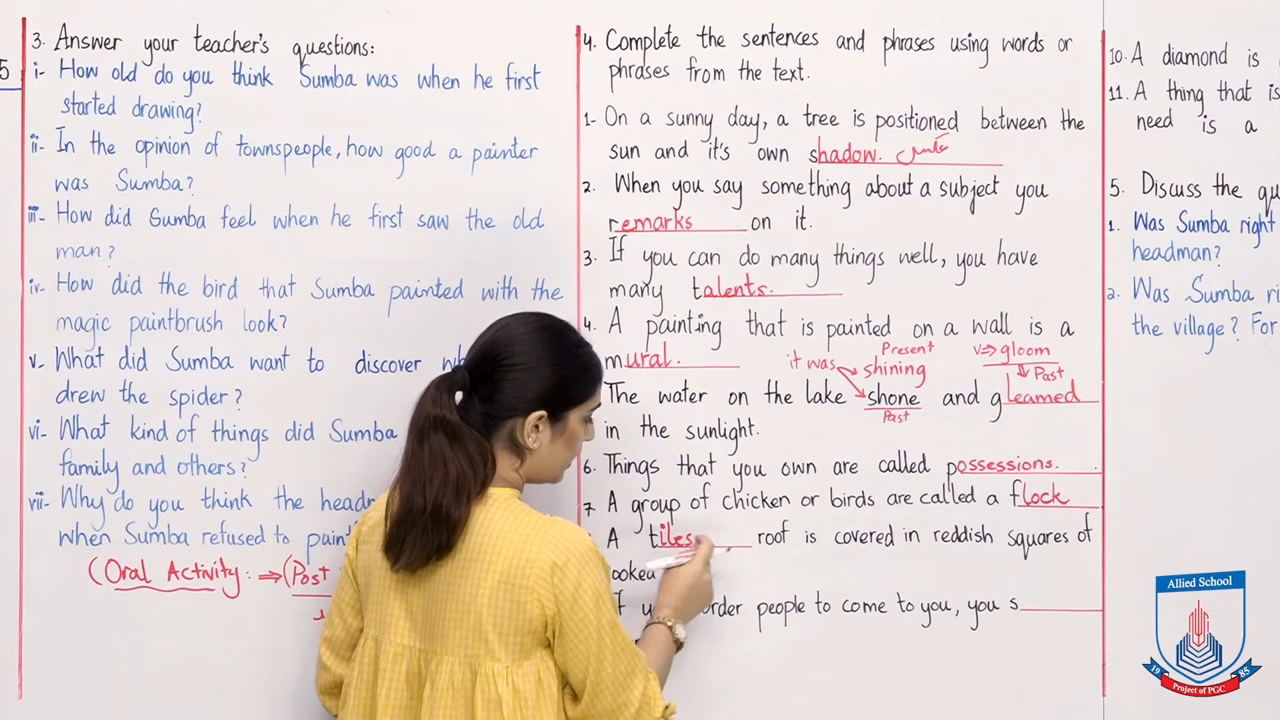 5
3. Answer your teacher's questions:
i- How old do you think Sumba was when he first
started drawing?
ii- In the opinion of townspeople, how good a painter
was Sumba?
iii- How did Sumba feel when he first saw the old
man?
iv- How did the bird that Sumba painted with the
magic paintbrush look?
v- What did Sumba want to discover
drew the spider?
vi- What kind of things did Sumba
family and others?
vii- Why do you think the
when Sumba refused to
(Oral Activity: ⇒ (Post
4. Complete the sentences and phrases using words or
phrases from the text.
1- On a sunny day, a tree is positioned between the
sun and it's own shadow.
2. When you say something about a subject you
remarks on it.
3. If you can do many things well, you have
many talents.
4. A painting that is painted on a wall is a
mural.
it was shining Present
v⇒ gloom
Past
The water on the lake shone and gleamed
Past
in the sunlight.
6. Things that you own are called possessions.
7. A group of chicken or birds are called a flock
A tiles roof is covered in reddish squares of
people to come to you, you s
10. A diamond is
11. A thing that is
need is a
5. Discuss the
1. Was Sumba right
headman?
2. Was Sumba
the village? For
Allied School
19 85
Project of PGC